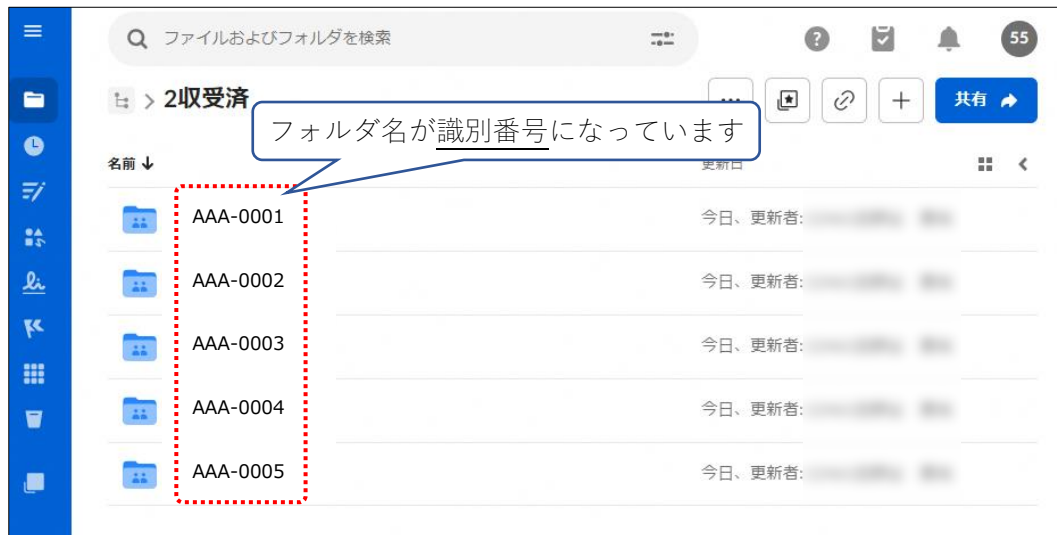 ファイルおよびフォルダを検索
55
> 2収受済
共有
フォルダ名が識別番号になっています
名前 ↓
更新日
AAA-0001
今日、更新者:
AAA-0002
今日、更新者:
AAA-0003
今日、更新者:
AAA-0004
今日、更新者:
AAA-0005
今日、更新者: